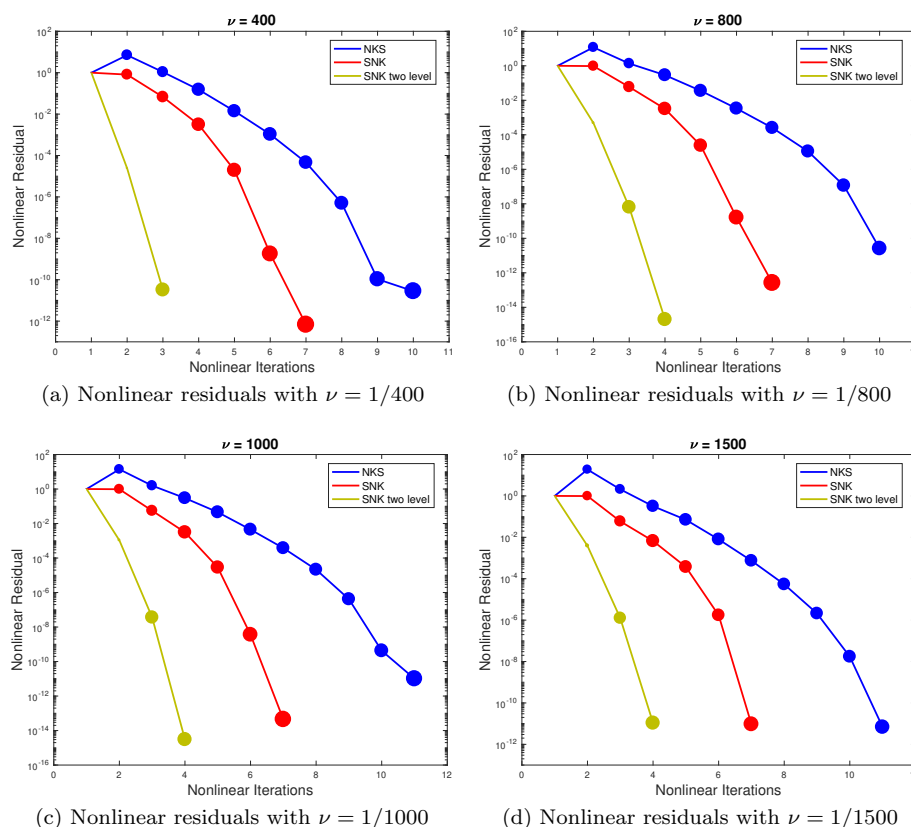 ν = 400
10^2
10^0
10^-2
10^-4
10^-6
10^-8
10^-10
10^-12
Nonlinear Residual
0 1 2 3 4 5 6 7 8 9 10 11
Nonlinear Iterations
NKS
SNK
SNK two level
(a) Nonlinear residuals with ν = 1/400
ν = 800
10^2
10^0
10^-2
10^-4
10^-6
10^-8
10^-10
10^-12
10^-14
10^-16
Nonlinear Residual
0 1 2 3 4 5 6 7 8 9 10
Nonlinear Iterations
NKS
SNK
SNK two level
(b) Nonlinear residuals with ν = 1/800
ν = 1000
10^2
10^0
10^-2
10^-4
10^-6
10^-8
10^-10
10^-12
10^-14
10^-16
Nonlinear Residual
0 2 4 6 8 10 12
Nonlinear Iterations
NKS
SNK
SNK two level
(c) Nonlinear residuals with ν = 1/1000
ν = 1500
10^2
10^0
10^-2
10^-4
10^-6
10^-8
10^-10
10^-12
Nonlinear Residual
0 2 4 6 8 10
Nonlinear Iterations
NKS
SNK
SNK two level
(d) Nonlinear residuals with ν = 1/1500